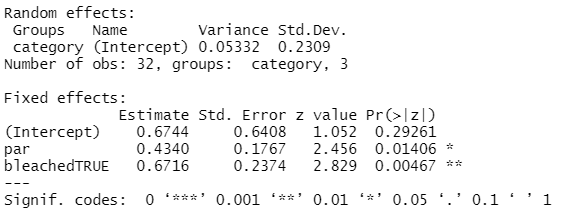 Random effects:
 Groups   Name        Variance Std.Dev.
 category (Intercept) 0.05332  0.2309
Number of obs: 32, groups:  category, 3
Fixed effects:
            Estimate Std. Error z value Pr(>|z|)
(Intercept)   0.6744     0.6408   1.052  0.29261
par           0.4340     0.1767   2.456  0.01406 *
bleachedTRUE  0.6716     0.2374   2.829  0.00467 **
---
Signif. codes:  0 ‘***’ 0.001 ‘**’ 0.01 ‘*’ 0.05 ‘.’ 0.1 ‘ ’ 1